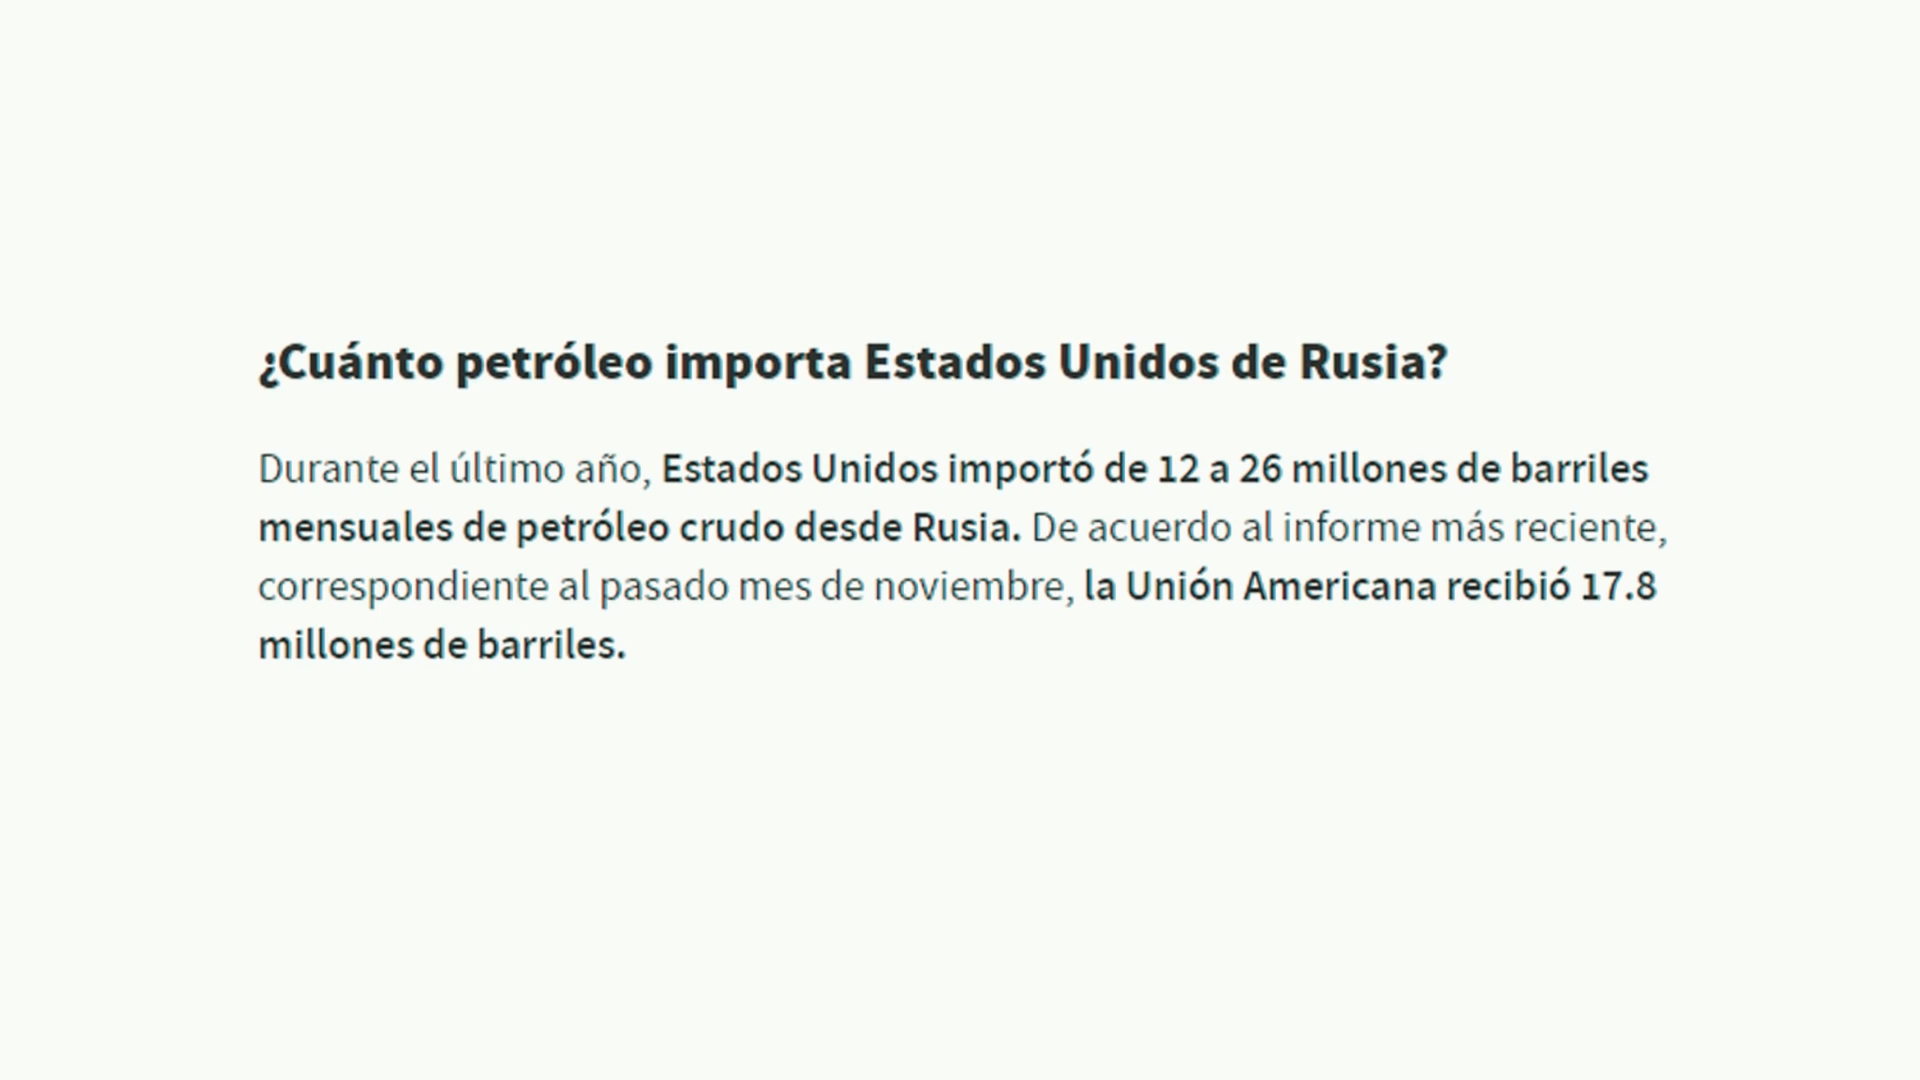 ¿Cuánto petróleo importa Estados Unidos de Rusia?
Durante el último año, Estados Unidos importó de 12 a 26 millones de barriles
mensuales de petróleo crudo desde Rusia. De acuerdo al informe más reciente,
correspondiente al pasado mes de noviembre, la Unión Americana recibió 17.8
millones de barriles.